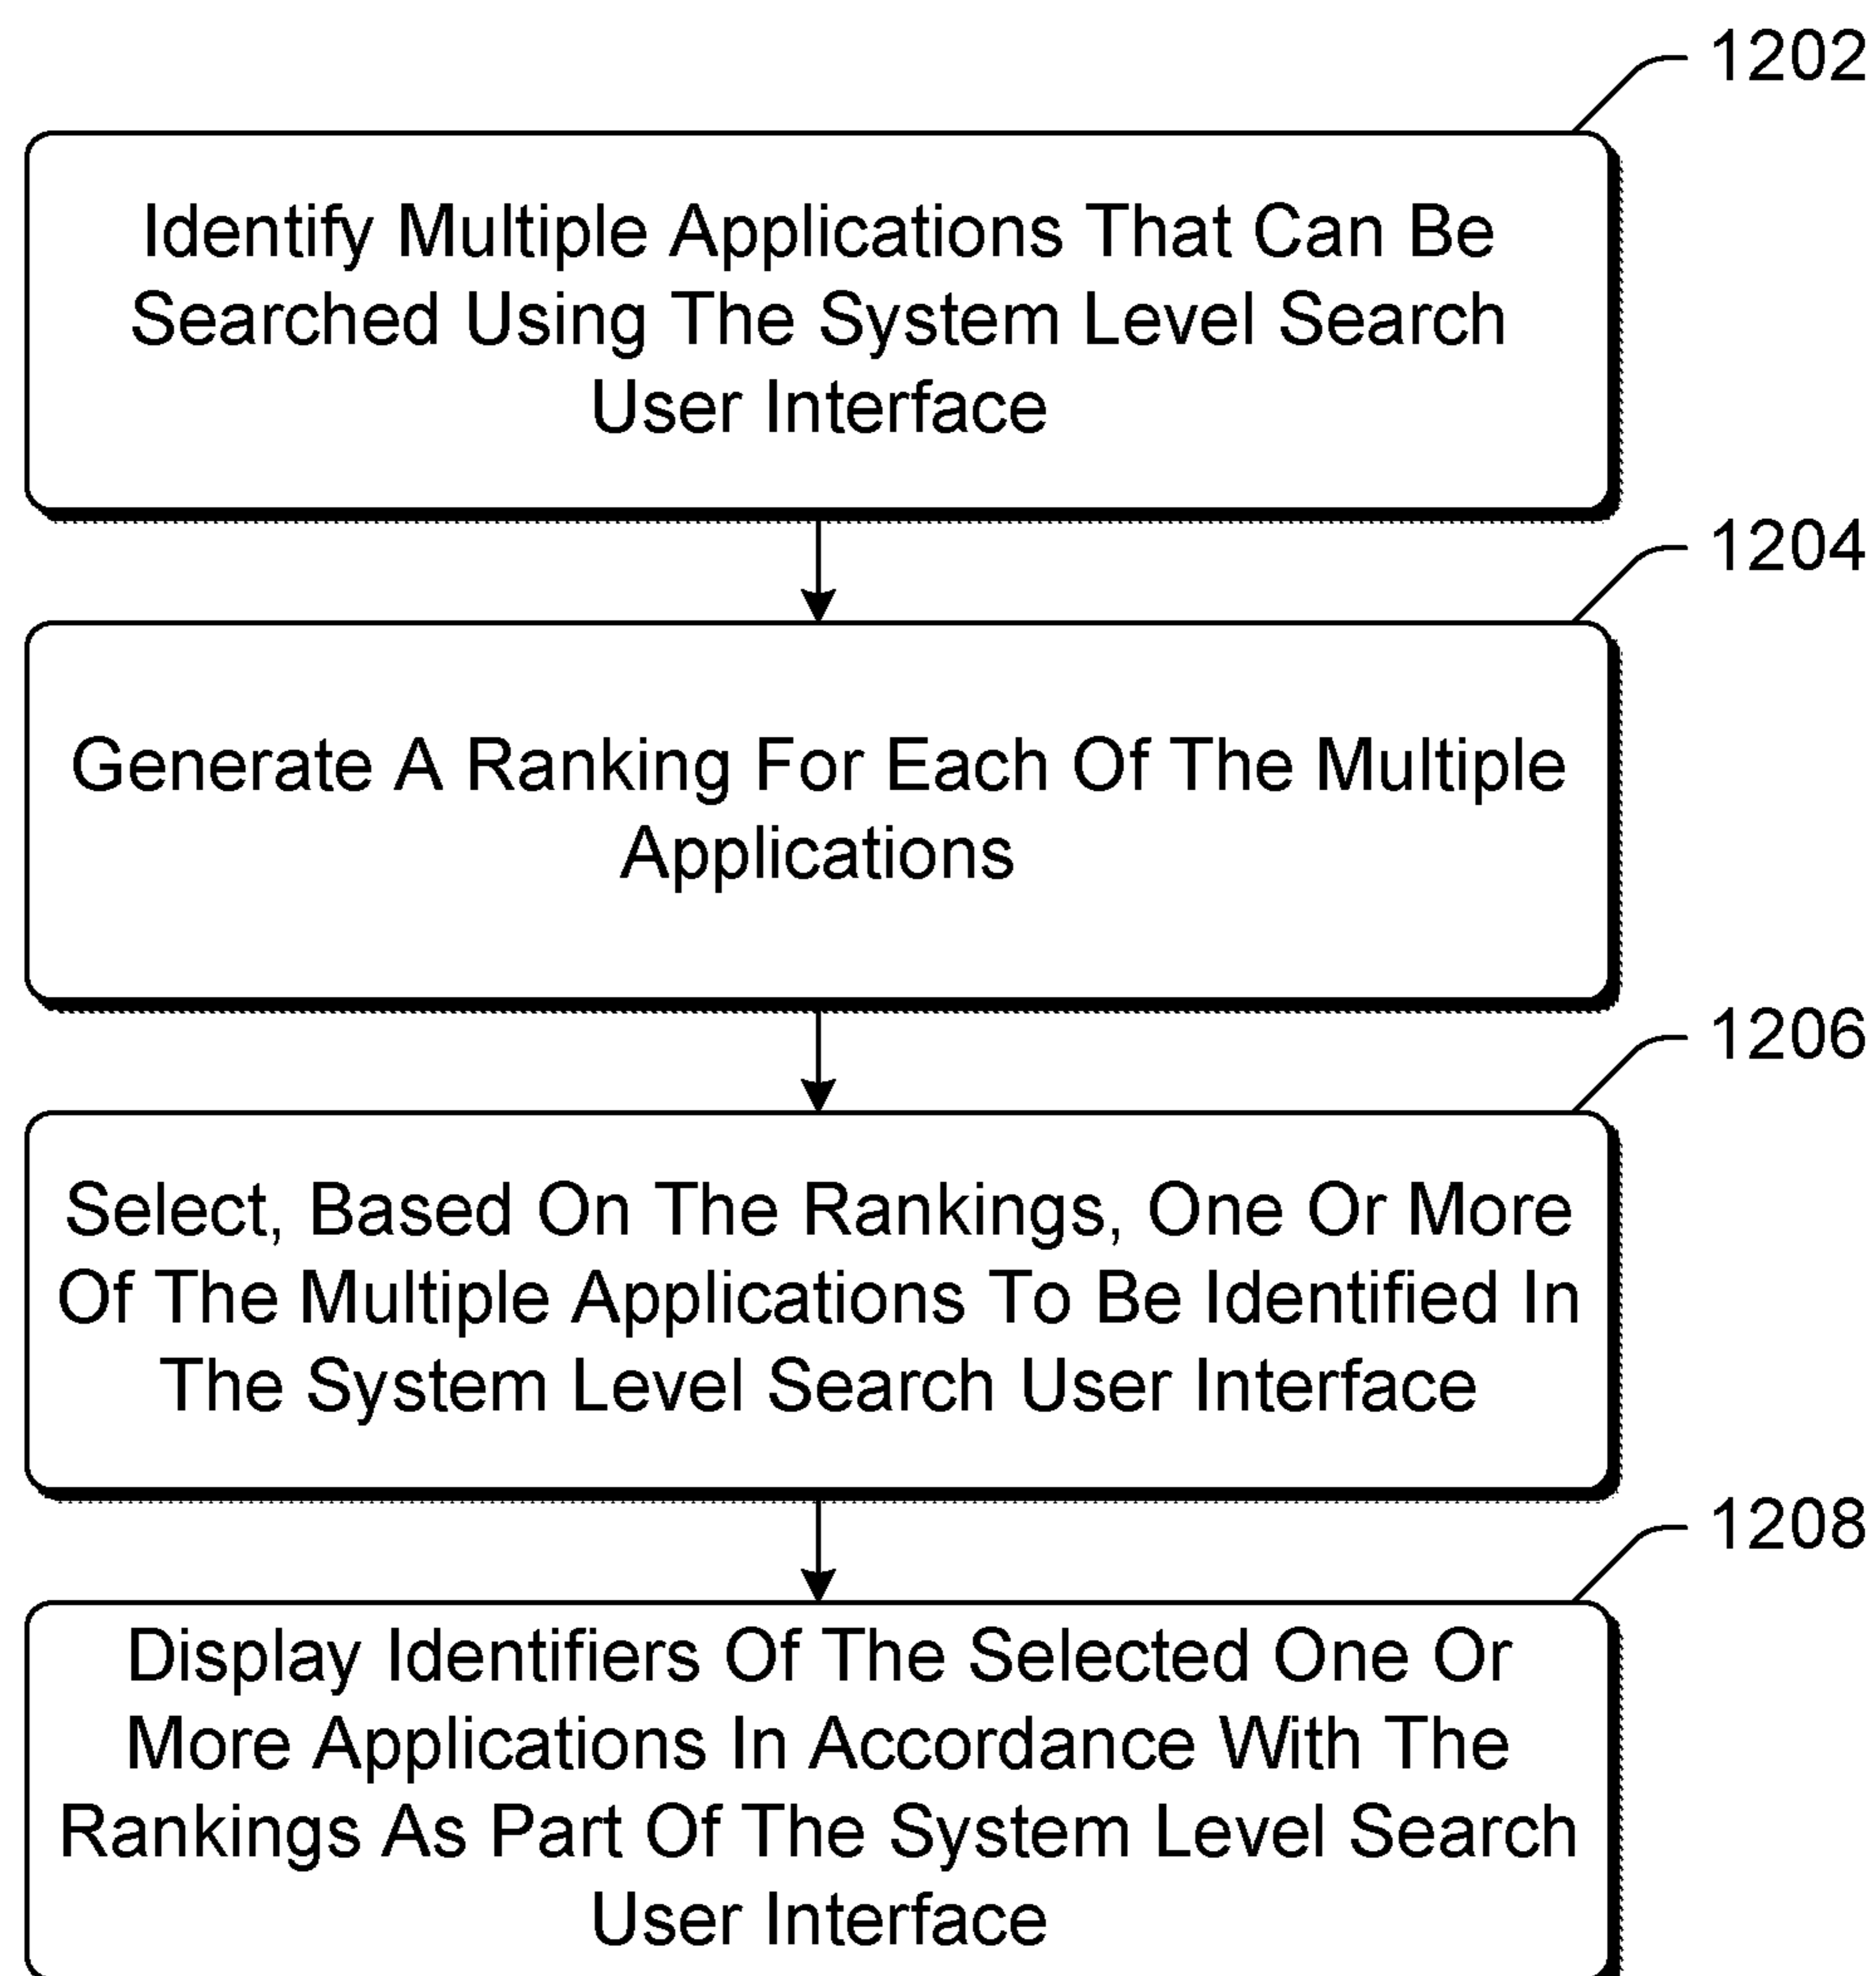 1202
Identify Multiple Applications That Can Be
Searched Using The System Level Search
User Interface
1204
Generate A Ranking For Each Of The Multiple
Applications
1206
Select, Based On The Rankings, One Or More
Of The Multiple Applications To Be Identified In
The System Level Search User Interface
1208
Display Identifiers Of The Selected One Or
More Applications In Accordance With The
Rankings As Part Of The System Level Search
User Interface